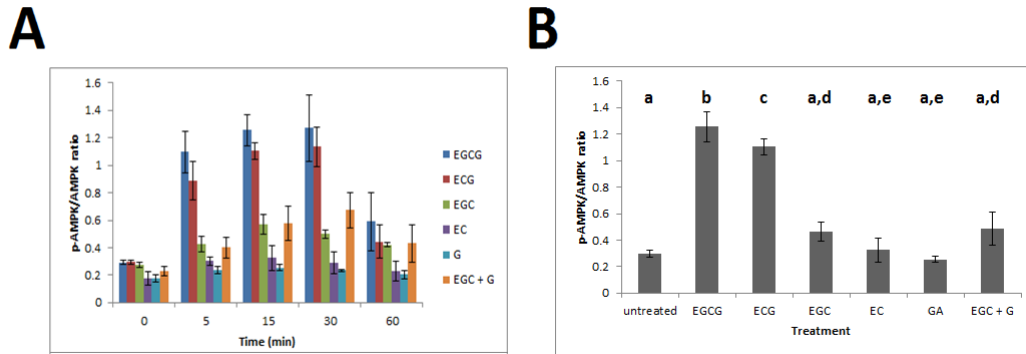 A
1.6
1.4
1.2
1
0.8
0.6
0.4
0.2
0
p-AMPK/AMPK ratio
0 5 15 30 60
Time (min)
EGCG
ECG
EGC
EC
G
EGC + G
B
1.6
1.4
1.2
1
0.8
0.6
0.4
0.2
0
p-AMPK/AMPK ratio
a b c a,d a,e a,e a,d
untreated EGCG ECG EGC EC GA EGC + G
Treatment